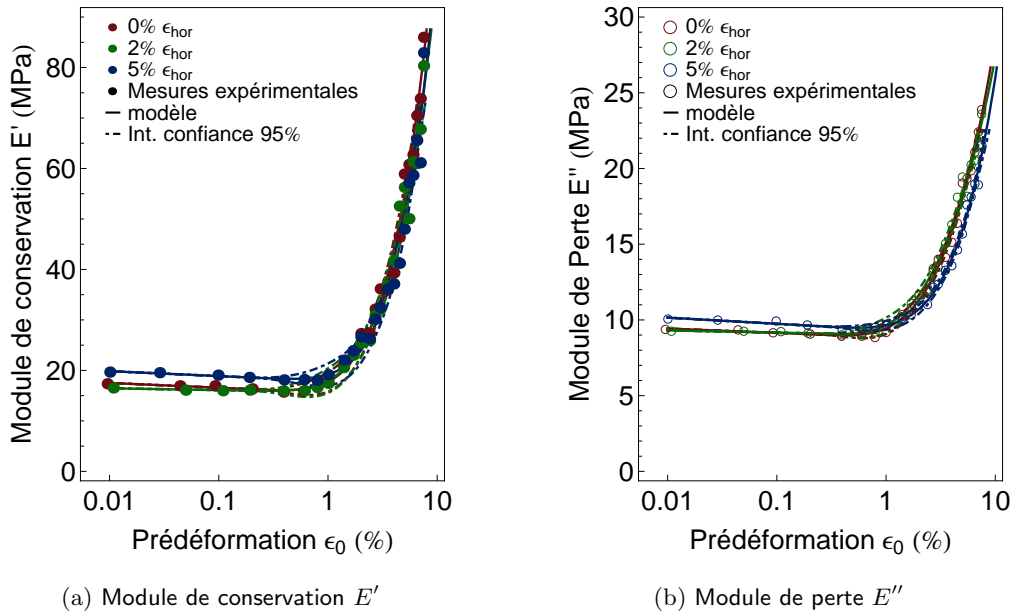 0% ϵhor
2% ϵhor
5% ϵhor
Mesures expérimentales
modèle
Int. confiance 95%
Module de conservation E' (MPa)
80
60
40
20
0
0.01 0.1 1 10
Prédéformation ϵ0 (%)
(a) Module de conservation E′
0% ϵhor
2% ϵhor
5% ϵhor
Mesures expérimentales
modèle
Int. confiance 95%
Module de Perte E'' (MPa)
30
25
20
15
10
5
0
0.01 0.1 1 10
Prédéformation ϵ0 (%)
(b) Module de perte E′′